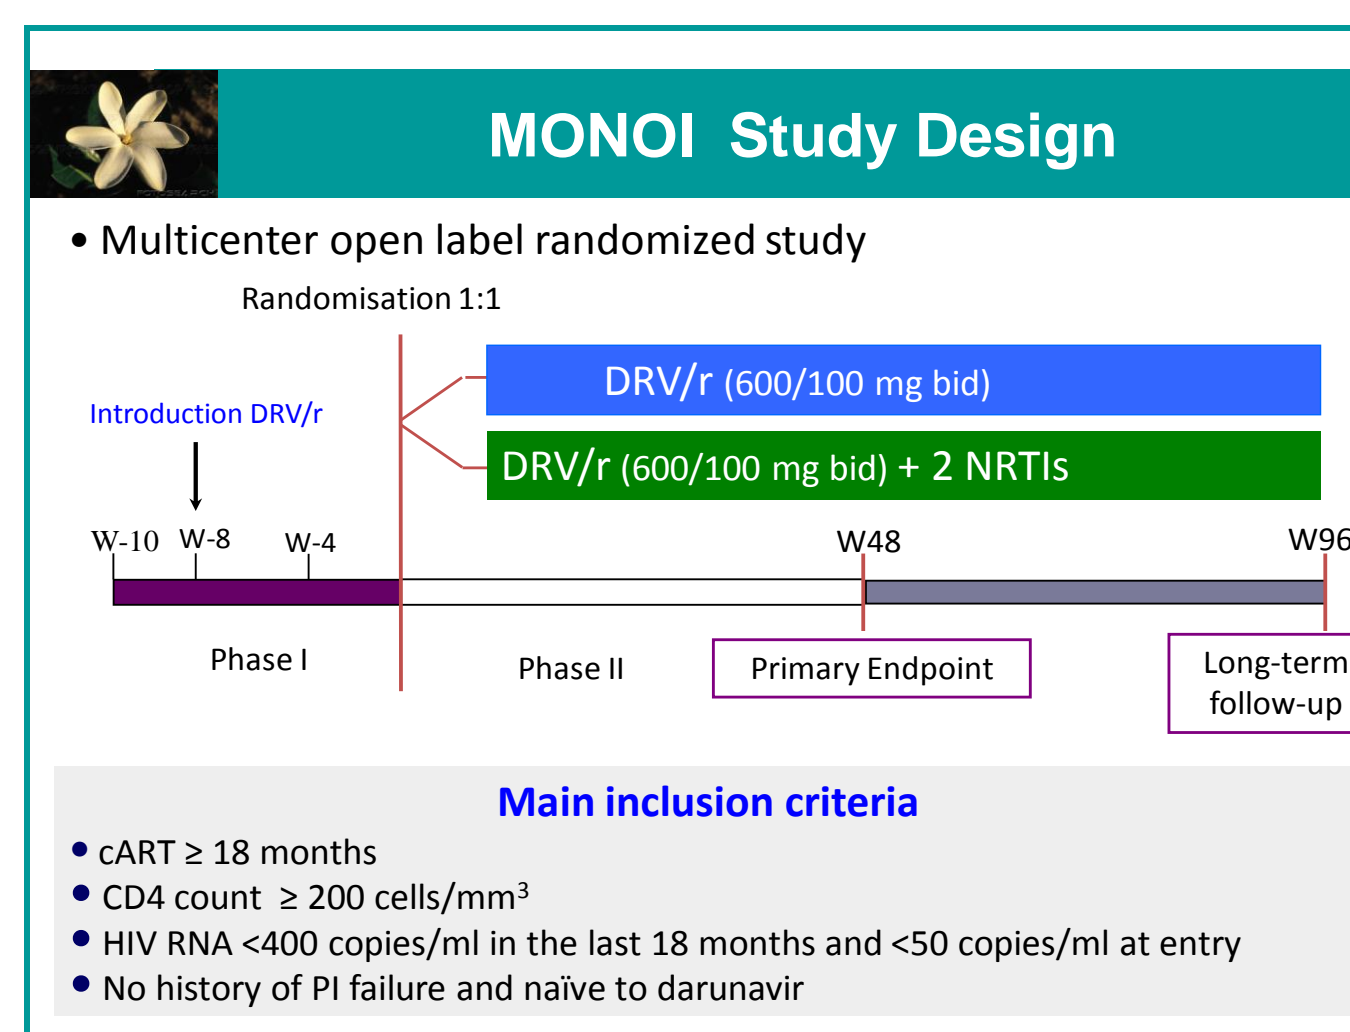 MONOI Study Design
• Multicenter open label randomized study
Randomisation 1:1
DRV/r (600/100 mg bid)
Introduction DRV/r
DRV/r (600/100 mg bid) + 2 NRTIs
W-10 W-8 W-4 W48 W96
Phase I Phase II Primary Endpoint Long-term
follow-up
Main inclusion criteria
• cART ≥ 18 months
• CD4 count ≥ 200 cells/mm³
• HIV RNA <400 copies/ml in the last 18 months and <50 copies/ml at entry
• No history of PI failure and naïve to darunavir